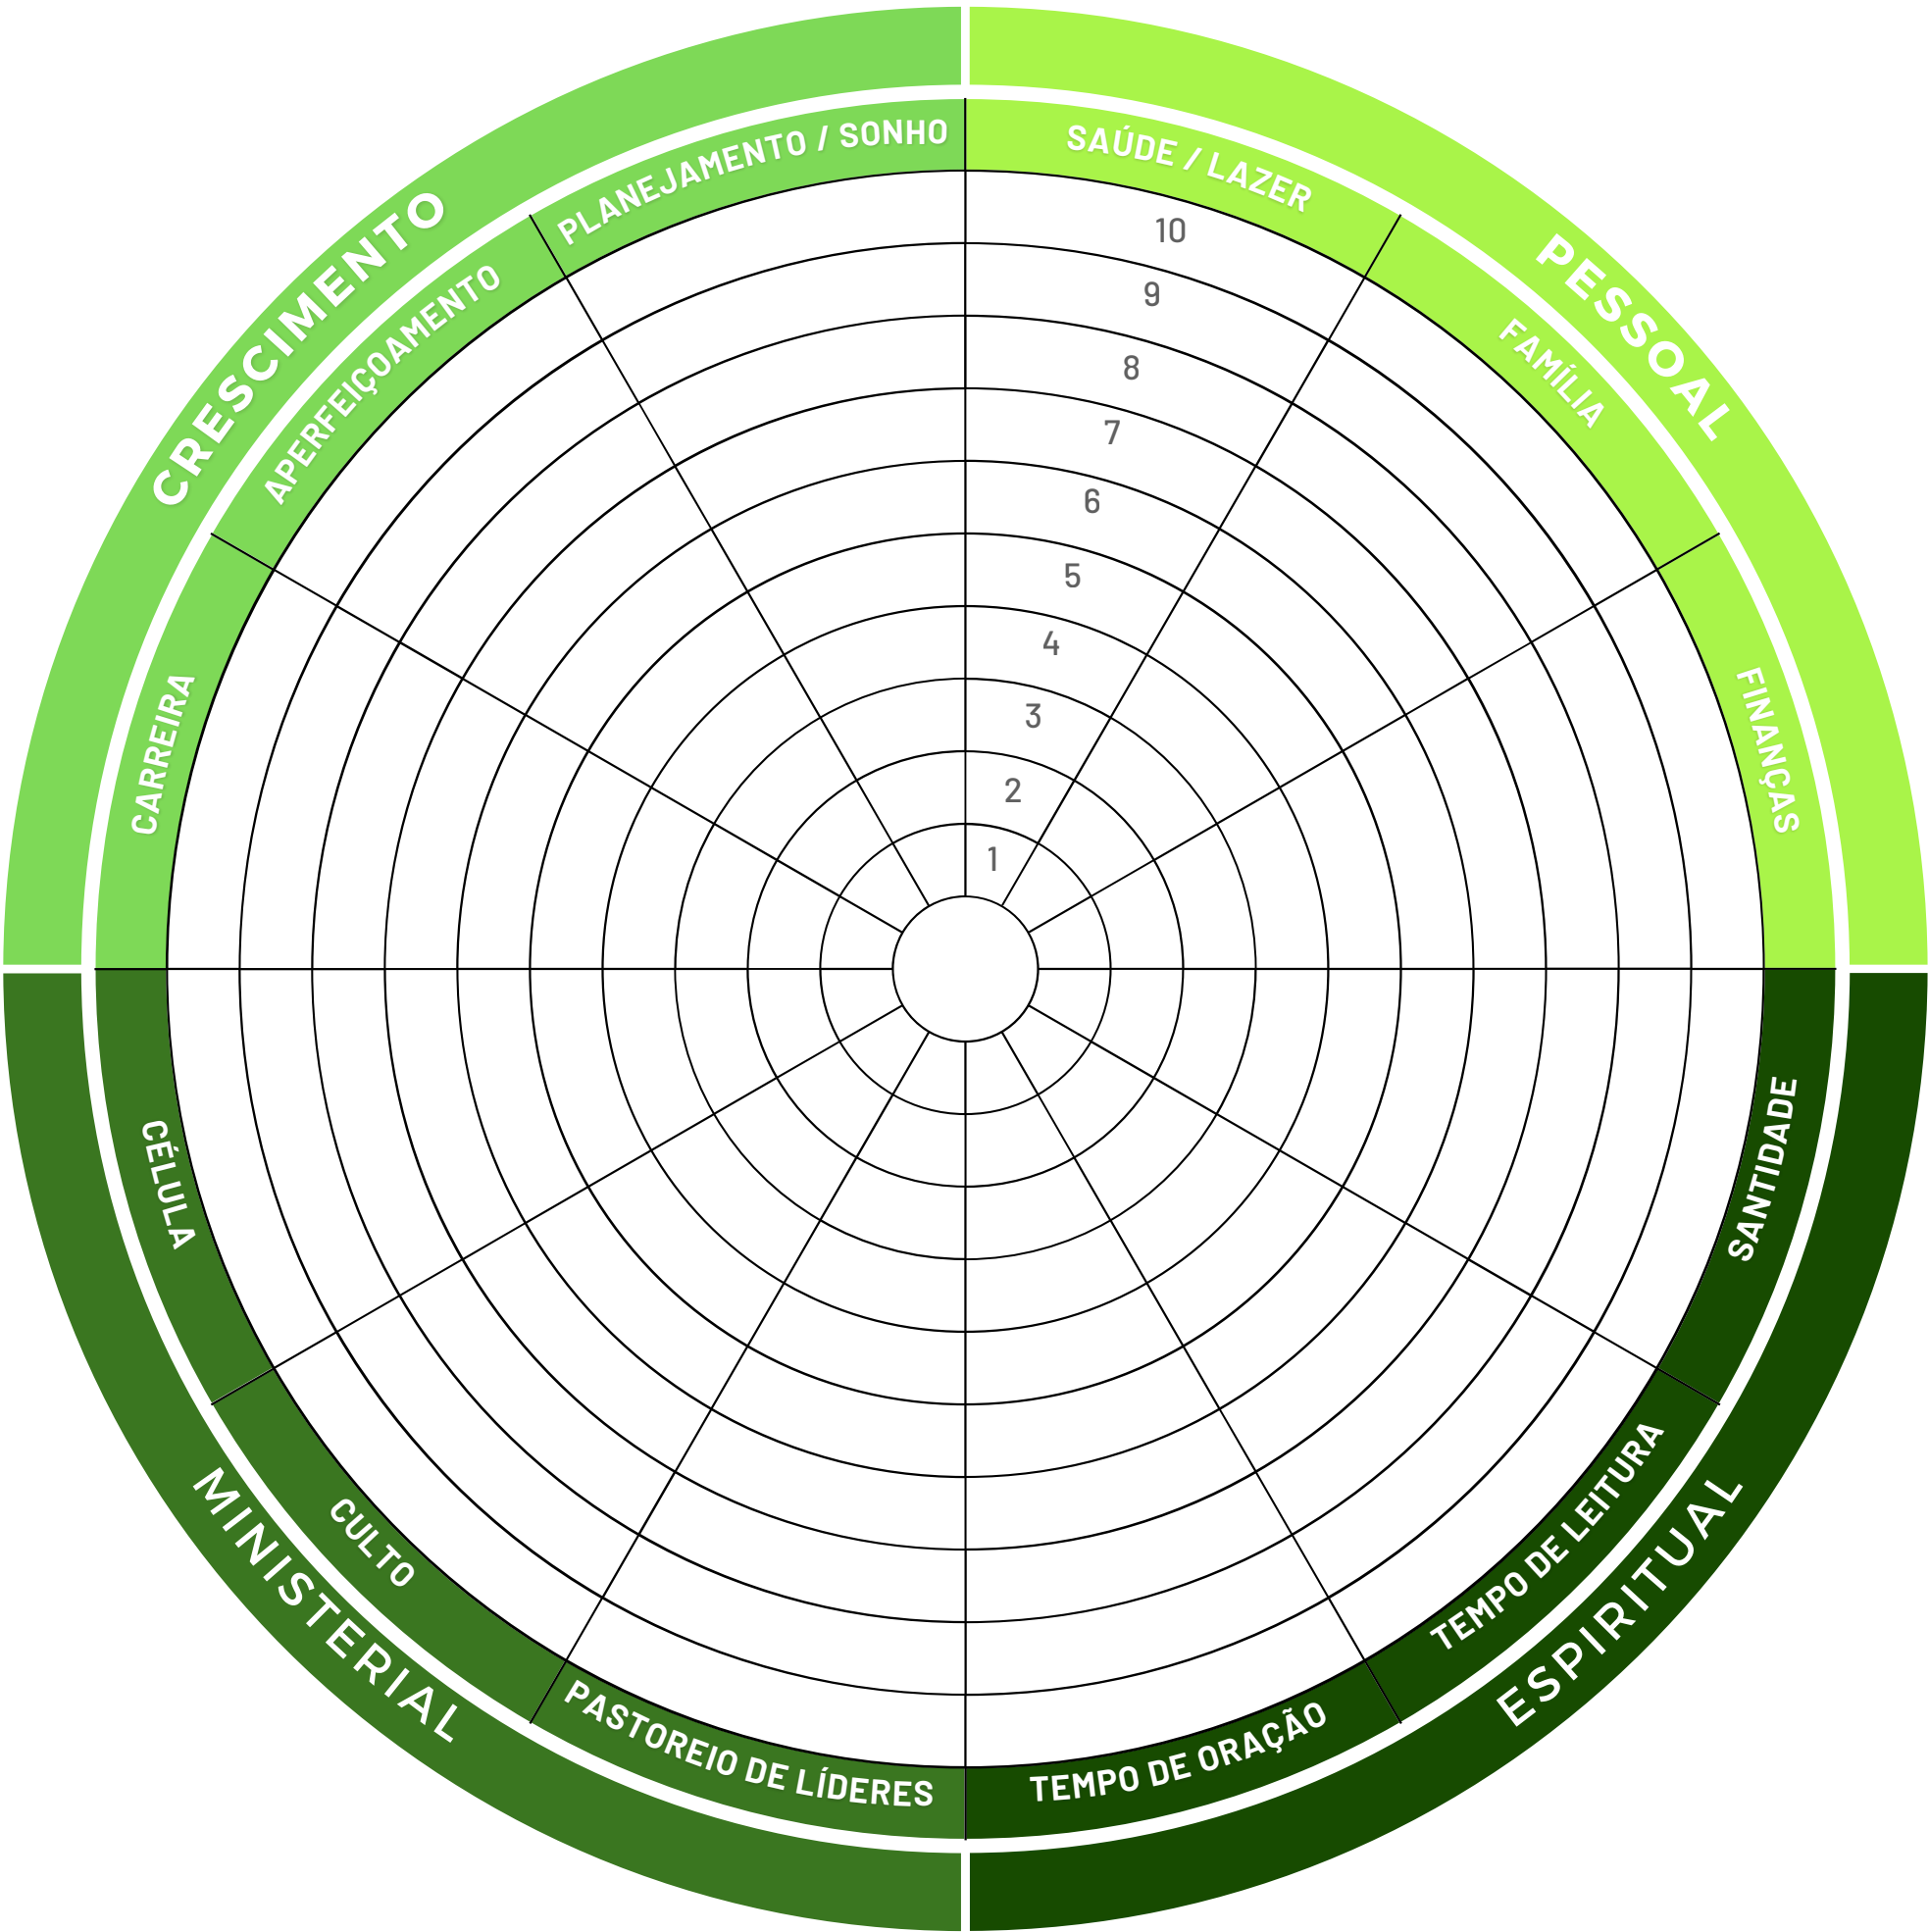 CRESCIMENTO
PLANEJAMENTO / SONHO
APERFEIÇOAMENTO
CARREIRA
PESSOAL
SAÚDE / LAZER
FAMÍLIA
FINANÇAS
10
9
8
7
6
5
4
3
2
1
SANTIDADE
TEMPO DE LEITURA
TEMPO DE ORAÇÃO
ESPIRITUAL
CÉLULA
CULTO
PASTOREIO DE LÍDERES
MINISTERIAL